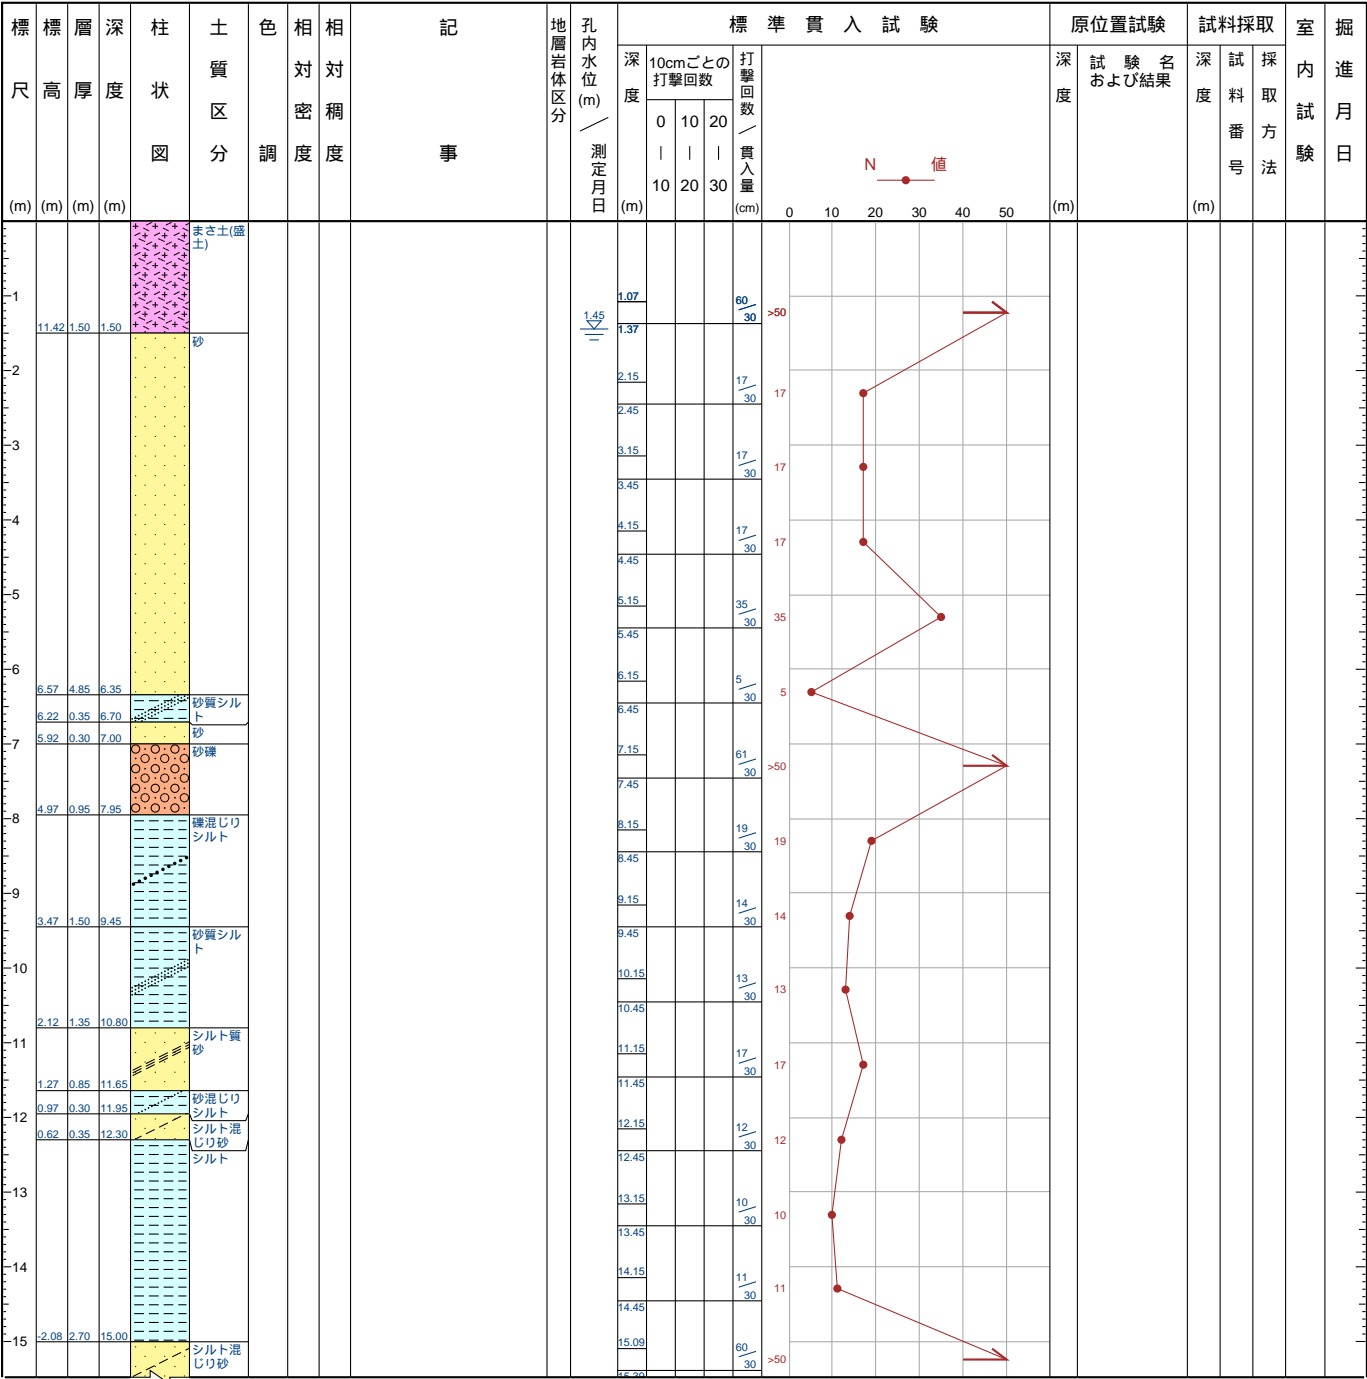 標尺
(m)
標高
(m)
層厚
(m)
深度
(m)
柱状図
土質区分
色調
相対密度
相対稠度
記事
地層岩体区分
孔内水位(m)／測定月日
標準貫入試験
深度
(m)
10cmごとの
打撃回数
0 10 20
| | |
10 20 30
打撃回数／貫入量
(cm)
N 値
0 10 20 30 40 50
原位置試験
深度
(m)
試験名
および結果
試料採取
深度
(m)
試料番号
採取方法
室内試験
掘進月日
まさ土(盛
土)
1
1.07 60/30 >50
1.45
1.37
11.42 1.50 1.50
砂
2
2.15 17/30 17
2.45
3
3.15 17/30 17
3.45
4
4.15 17/30 17
4.45
5
5.15 35/30 35
5.45
6
6.15 5/30 5
6.57 4.85 6.35
砂質シル
ト
6.45
6.22 0.35 6.70
砂
5.92 0.30 7.00
7
砂礫
7.15 61/30 >50
7.45
4.97 0.95 7.95
8
礫混じり
シルト
8.15 19/30 19
8.45
9
9.15 14/30 14
3.47 1.50 9.45
9.45
砂質シル
ト
10
10.15 13/30 13
10.45
2.12 1.35 10.80
シルト質
砂
11
11.15 17/30 17
11.45
1.27 0.85 11.65
砂混じり
シルト
0.97 0.30 11.95
12
シルト混
じり砂
12.15 12/30 12
0.62 0.35 12.30
シルト
12.45
13
13.15 10/30 10
13.45
14
14.15 11/30 11
14.45
-2.08 2.70 15.00
15
シルト混
じり砂
15.09 60/30 >50